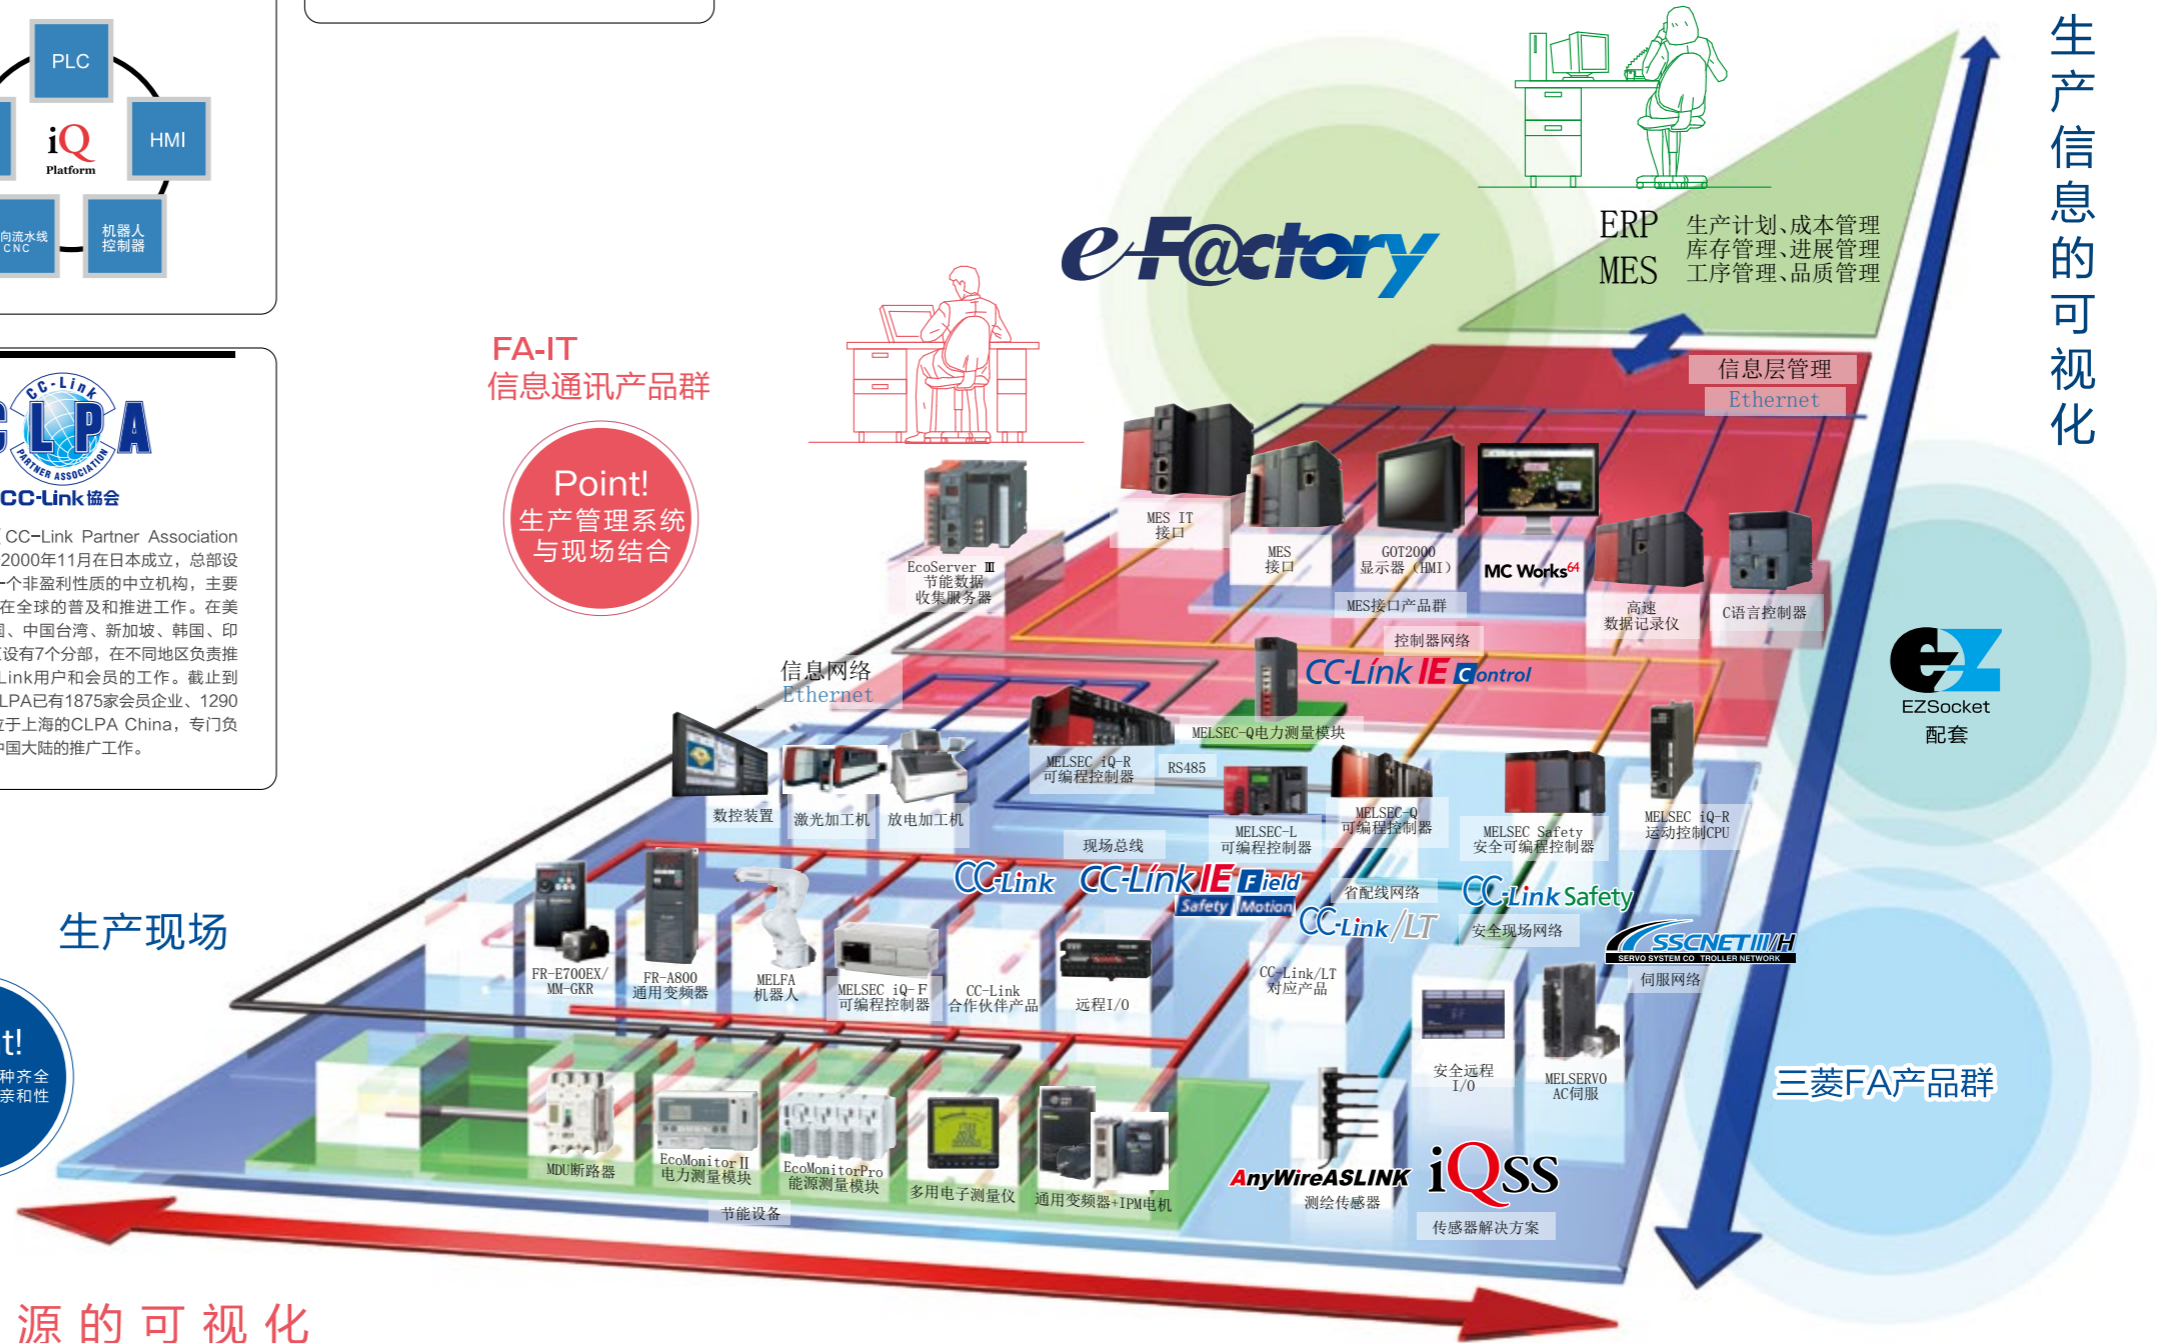 PLC
HMI
iQ
Platform
机器人
控制器
向流水线
CNC
CC-Link
CLPA
PARTNER ASSOCIATION
CC-Link協会
CC-Link Partner Association
2000年11月在日本成立，总部设
一个非盈利性质的中立机构，主要
在全球的普及和推进工作。在美
、中国台湾、新加坡、韩国、印
设有7个分部，在不同地区负责推
Link用户和会员的工作。截止到
LPA已有1875家会员企业、1290
位于上海的CLPA China，专门负
中国大陆的推广工作。
生产现场
t!
种齐全
亲和性
源的可视化
FA-IT
信息通讯产品群
Point!
生产管理系统
与现场结合
e-F@ctory
ERP
MES
生产计划、成本管理
库存管理、进展管理
工序管理、品质管理
生产信息的可视化
信息层管理
Ethernet
MES IT
接口
MES
接口
GOT2000
显示器（HMI）
MC Works64
EcoServer Ⅲ
节能数据
收集服务器
MES接口产品群
高速
数据记录仪
C语言控制器
控制器网络
CC-Link IE Control
信息网络
Ethernet
MELSEC-Q电力测量模块
MELSEC iQ-R
可编程控制器
RS485
数控装置
激光加工机
放电加工机
MELSEC-L
可编程控制器
MELSEC-Q
可编程控制器
MELSEC Safety
安全可编程控制器
MELSEC iQ-R
运动控制CPU
EZ
EZSocket
配套
现场总线
CC-Link
CC-Link IE Field
Safety Motion
省配线网络
CC-Link/LT
CC-Link Safety
安全现场网络
SSCNETIII/H
SERVO SYSTEM CO TROLLER NETWORK
伺服网络
FR-E700EX/
MM-GKR
FR-A800
通用变频器
MELFA
机器人
MELSEC iQ-F
可编程控制器
CC-Link
合作伙伴产品
远程I/O
CC-Link/LT
对应产品
安全远程
I/O
MELSERVO
AC伺服
三菱FA产品群
MDU断路器
EcoMonitorⅡ
电力测量模块
EcoMonitorPro
能源测量模块
多用电子测量仪
通用变频器+IPM电机
节能设备
AnyWireASLINK
测绘传感器
iQSS
传感器解决方案